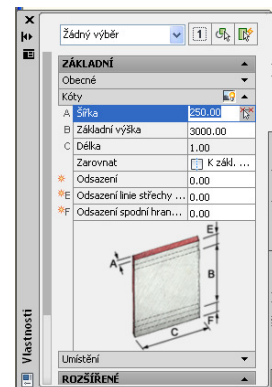 Žádný výběr
ZÁKLADNÍ
Obecné
Kóty
A Šířka 250.00
B Základní výška 3000.00
C Délka 1.00
Zarovnat K zákl. ...
Odsazení 0.00
E Odsazení linie střechy ... 0.00
F Odsazení spodní hran... 0.00
E
A
B
F
C
Umístění
ROZŠÍŘENÉ
Vlastnosti